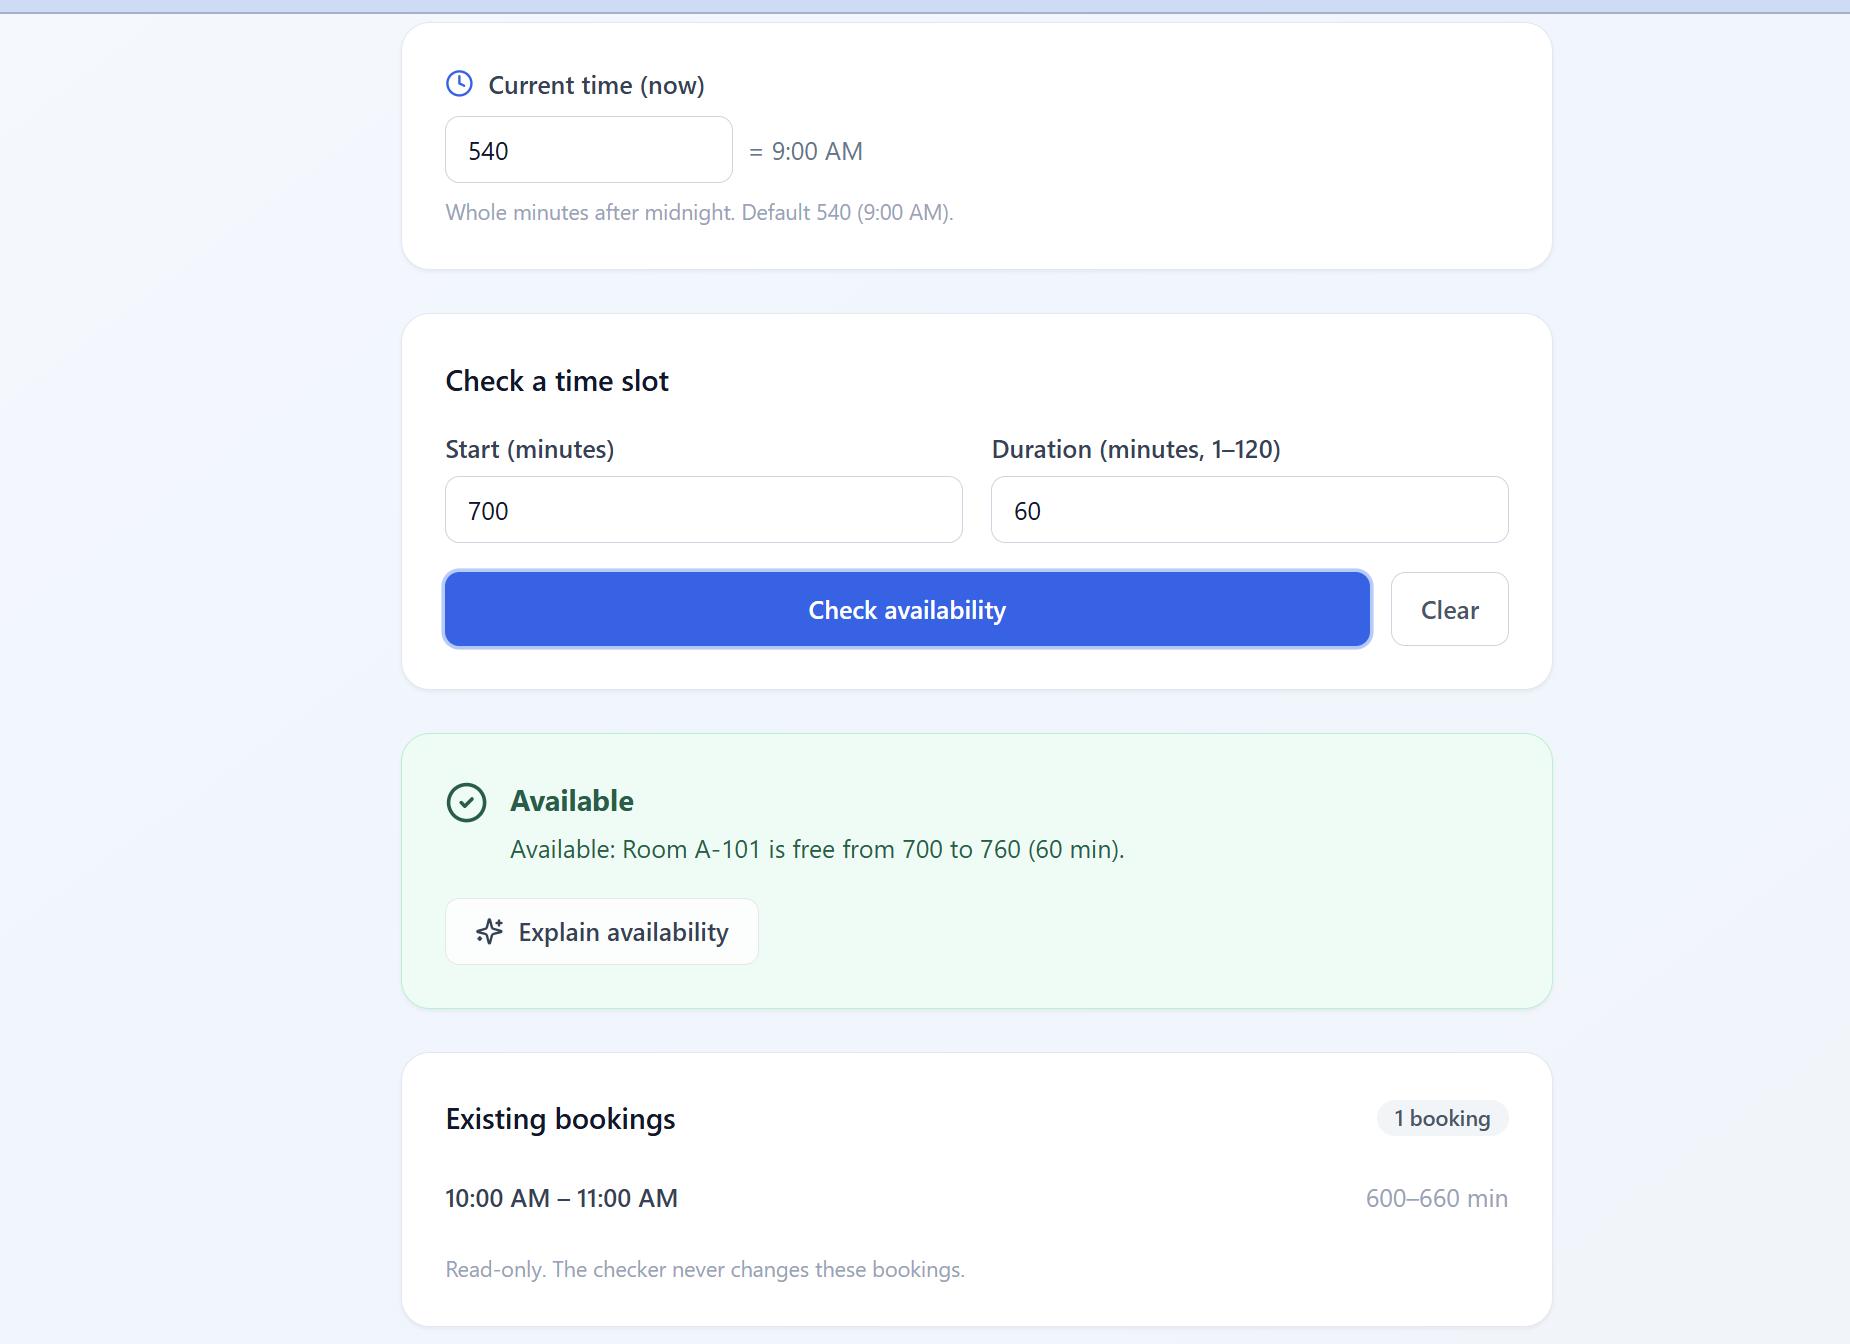 Current time (now)
540
= 9:00 AM
Whole minutes after midnight. Default 540 (9:00 AM).
Check a time slot
Start (minutes)
Duration (minutes, 1–120)
700
60
Check availability
Clear
Available
Available: Room A-101 is free from 700 to 760 (60 min).
Explain availability
Existing bookings
1 booking
10:00 AM – 11:00 AM
600–660 min
Read-only. The checker never changes these bookings.